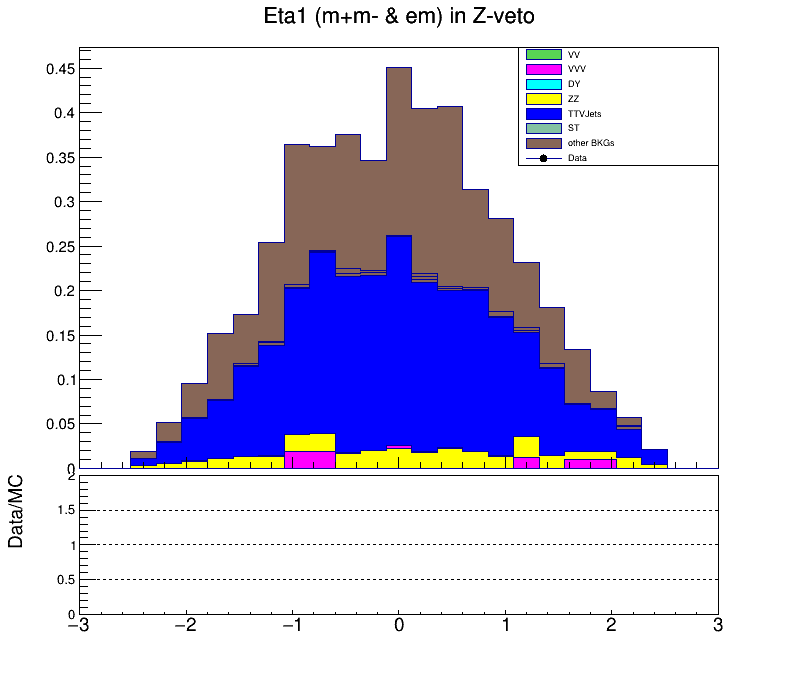 Eta1 (m+m- & em) in Z-veto
VV
VVV
DY
ZZ
TTVJets
ST
other BKGs
Data
0.45
0.4
0.35
0.3
0.25
0.2
0.15
0.1
0.05
0
Data/MC
2
1.5
1
0.5
0
−3
−2
−1
0
1
2
3